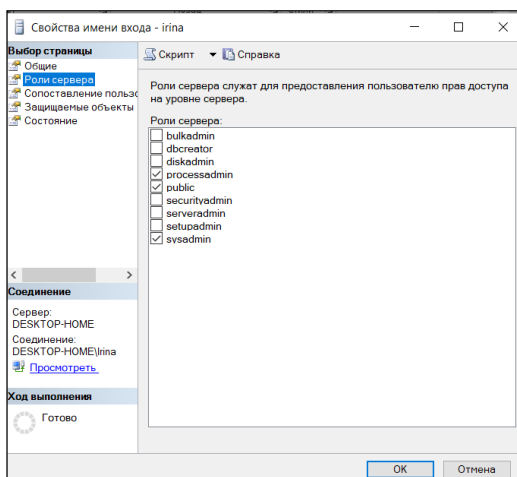 Свойства имени входа - irina
Выбор страницы
Общие
Роли сервера
Сопоставление пользо
Защищаемые объекты
Состояние
Скрипт
Справка
Роли сервера служат для предоставления пользователю прав доступа
на уровне сервера.
Роли сервера:
bulkadmin
dbcreator
diskadmin
processadmin
public
securityadmin
serveradmin
setupadmin
sysadmin
Соединение
Сервер:
DESKTOP-HOME
Соединение:
DESKTOP-HOME\Irina
Просмотреть
Ход выполнения
Готово
OK
Отмена